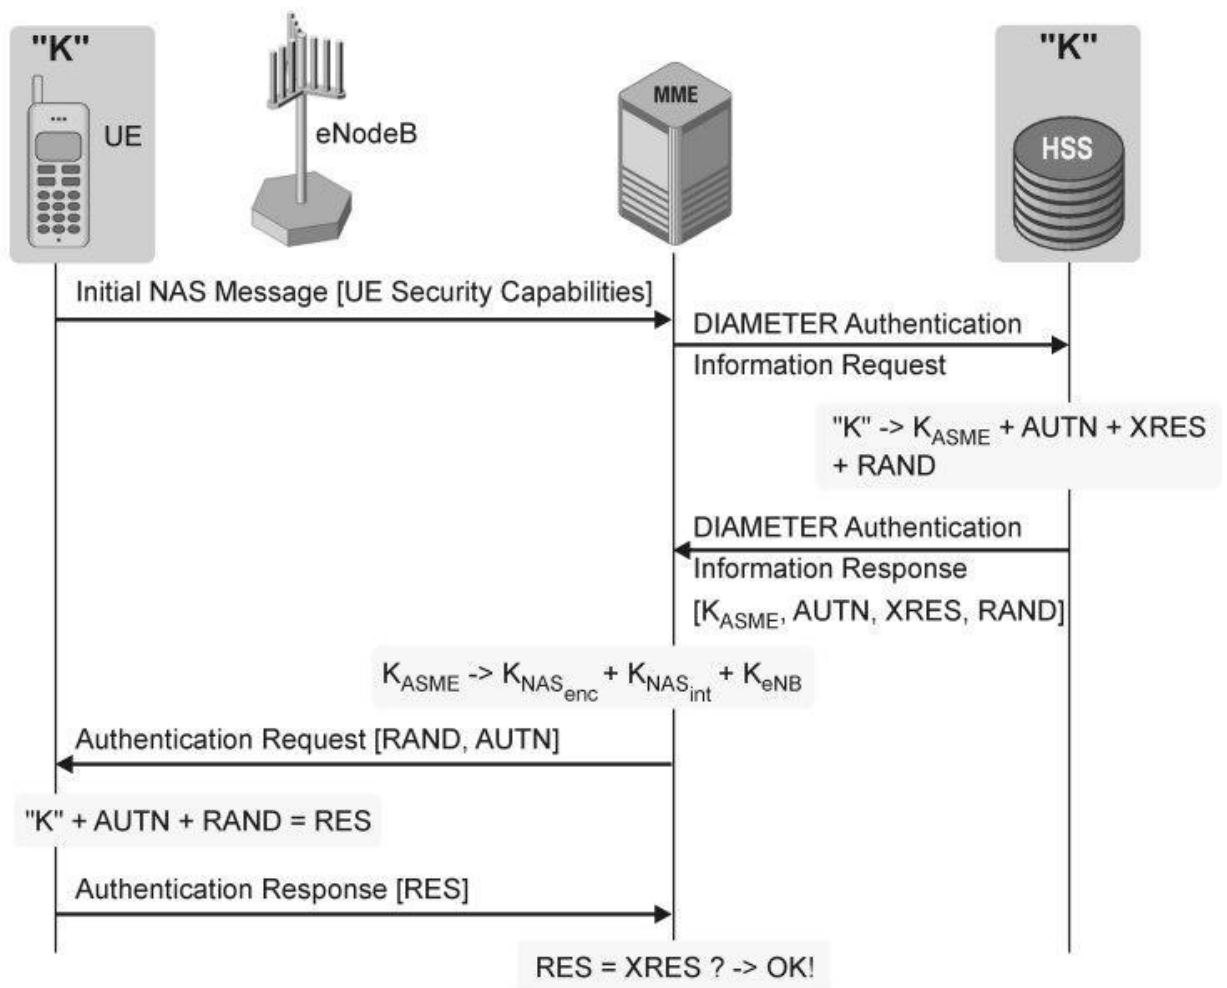 "K"
UE
eNodeB
MME
"K"
HSS
Initial NAS Message [UE Security Capabilities]
DIAMETER Authentication
Information Request
"K" -> KASME + AUTN + XRES
+ RAND
DIAMETER Authentication
Information Response
[KASME, AUTN, XRES, RAND]
KASME -> KNASenc + KNASint + KeNB
Authentication Request [RAND, AUTN]
"K" + AUTN + RAND = RES
Authentication Response [RES]
RES = XRES ? -> OK!